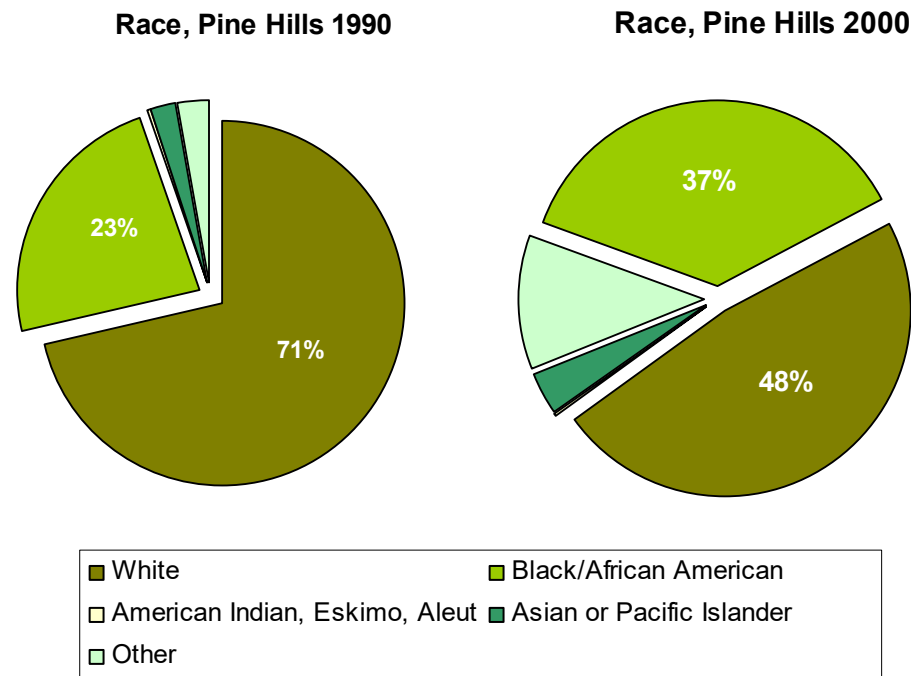 Race, Pine Hills 1990
Race, Pine Hills 2000
23%
71%
37%
48%
White
Black/African American
American Indian, Eskimo, Aleut
Asian or Pacific Islander
Other